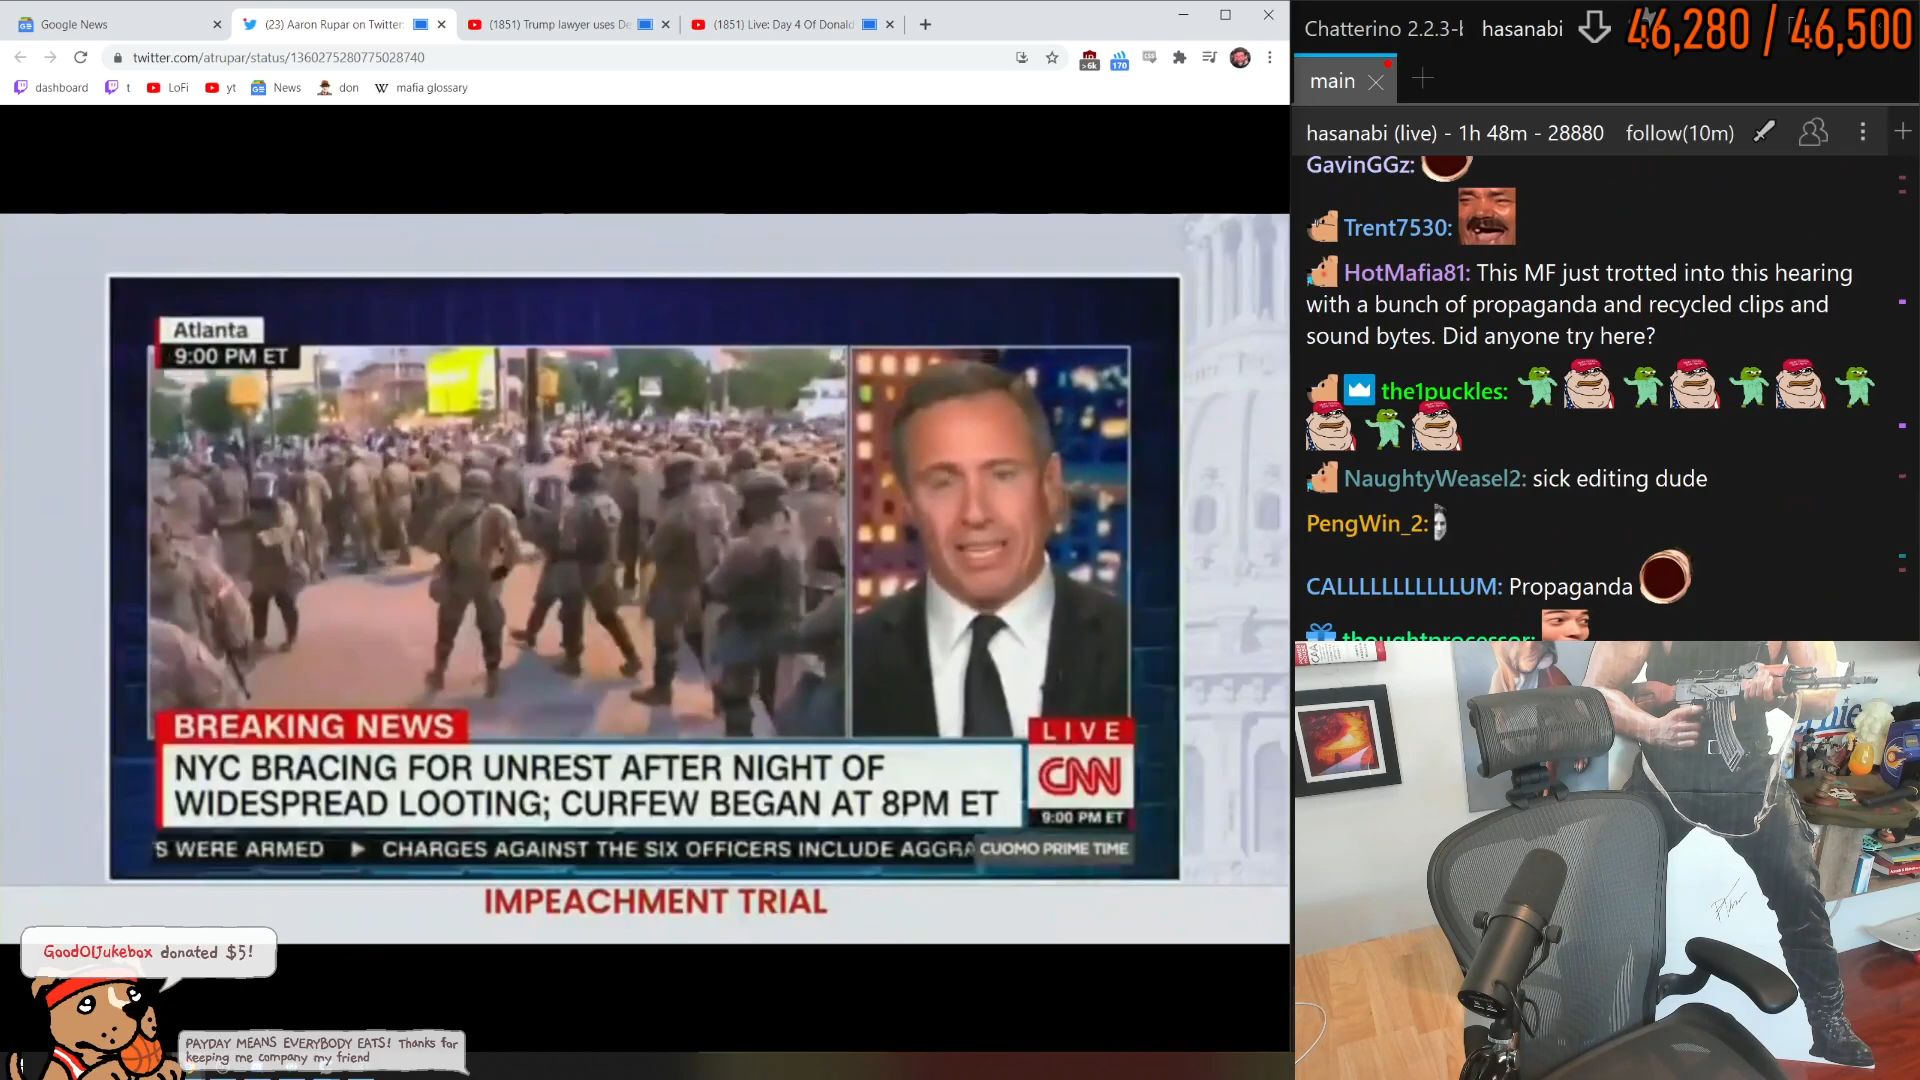 Google News
(23) Aaron Rupar on Twitter:
(1851) Trump lawyer uses De
(1851) Live: Day 4 Of Donald
twitter.com/atrupar/status/1360275280775028740
>6k
170
dashboard
t
LoFi
yt
News
don
mafia glossary
Atlanta
9:00 PM ET
BREAKING NEWS
NYC BRACING FOR UNREST AFTER NIGHT OF
WIDESPREAD LOOTING; CURFEW BEGAN AT 8PM ET
LIVE
CNN
9:00 PM ET
S WERE ARMED ▶ CHARGES AGAINST THE SIX OFFICERS INCLUDE AGGRA
CUOMO PRIME TIME
IMPEACHMENT TRIAL
GoodOlJukebox donated $5!
PAYDAY MEANS EVERYBODY EATS! Thanks for
keeping me company my friend
Chatterino 2.2.3-b
hasanabi
46,280 / 46,500
main
hasanabi (live) - 1h 48m - 28880
follow(10m)
GavinGGz:
Trent7530:
HotMafia81: This MF just trotted into this hearing
with a bunch of propaganda and recycled clips and
sound bytes. Did anyone try here?
the1puckles:
NaughtyWeasel2: sick editing dude
PengWin_2:
CALLLLLLLLLLUM: Propaganda
thoughtprocessor: